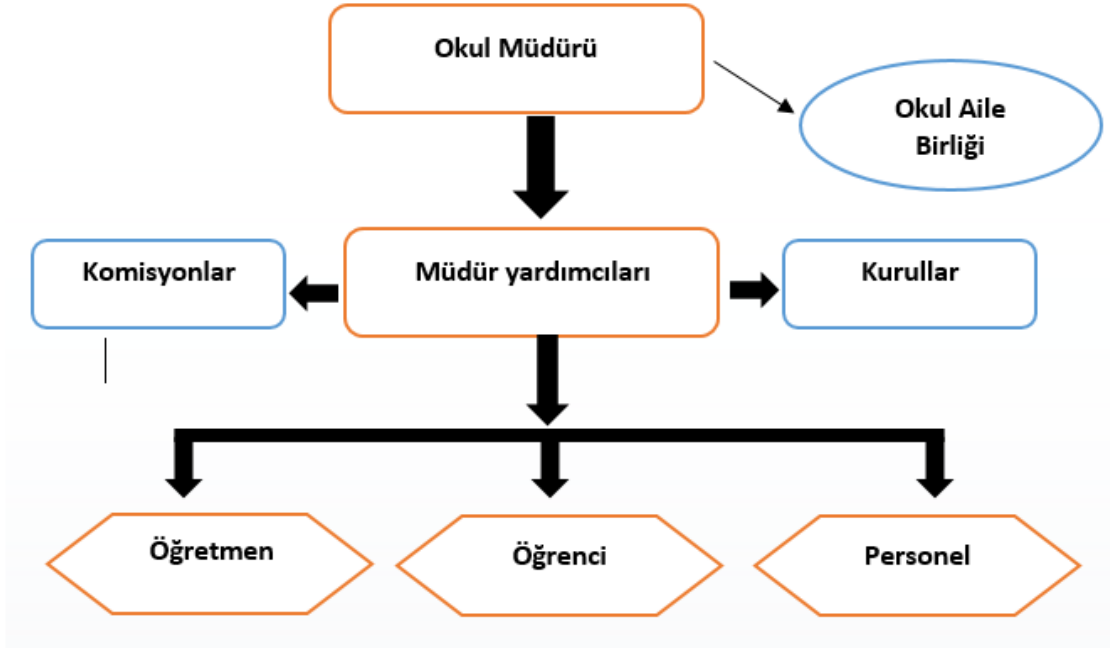 Okul Müdürü
Okul Aile
Birliği
Komisyonlar
Müdür yardımcıları
Kurullar
Öğretmen
Öğrenci
Personel